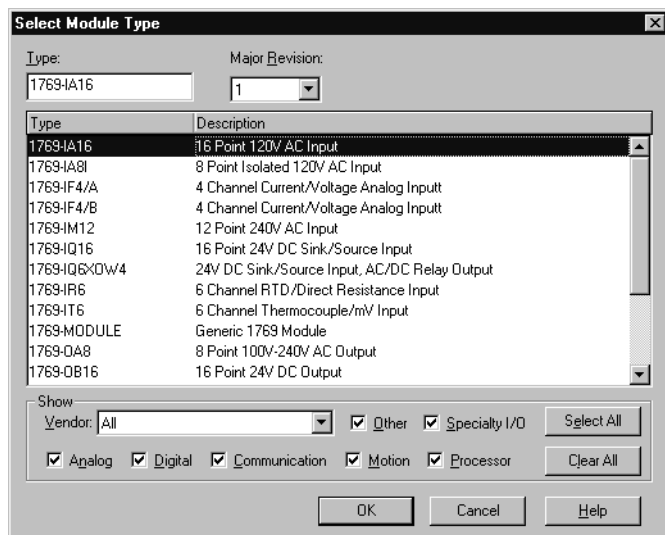 Select Module Type
Type:
Major Revision:
1769-IA16
1
Type Description
1769-IA16 16 Point 120V AC Input
1769-IA8I 8 Point Isolated 120V AC Input
1769-IF4/A 4 Channel Current/Voltage Analog Inputt
1769-IF4/B 4 Channel Current/Voltage Analog Inputt
1769-IM12 12 Point 240V AC Input
1769-IQ16 16 Point 24V DC Sink/Source Input
1769-IQ6XOW4 24V DC Sink/Source Input, AC/DC Relay Output
1769-IR6 6 Channel RTD/Direct Resistance Input
1769-IT6 6 Channel Thermocouple/mV Input
1769-MODULE Generic 1769 Module
1769-OA8 8 Point 100V-240V AC Output
1769-OB16 16 Point 24V DC Output
Show
Vendor: All Other Specialty I/O Select All
Analog Digital Communication Motion Processor Clear All
OK Cancel Help